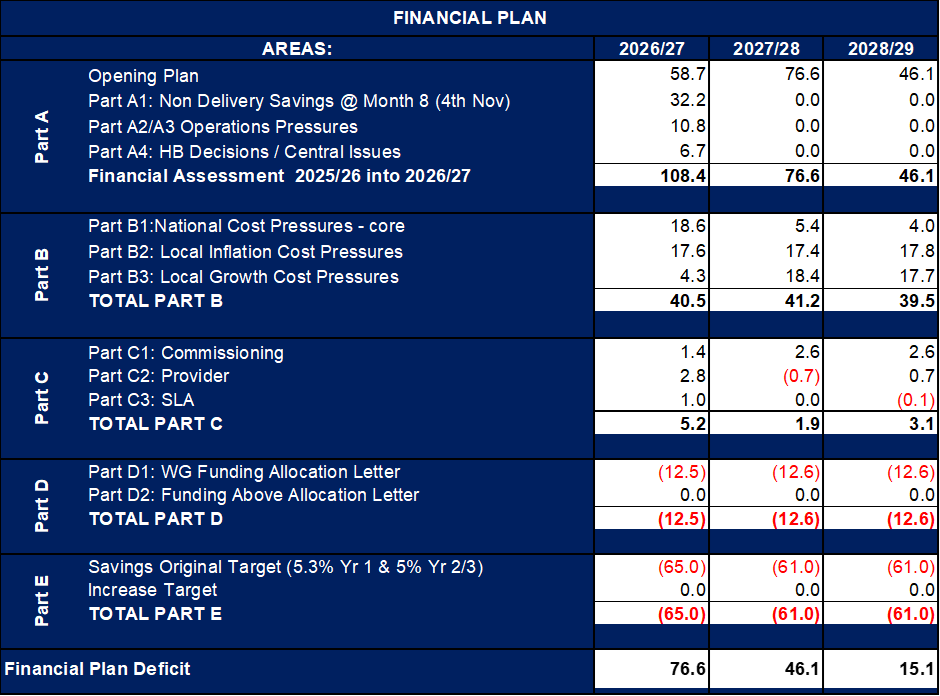 FINANCIAL PLAN
AREAS: 2026/27 2027/28 2028/29
Part A
Opening Plan 58.7 76.6 46.1
Part A1: Non Delivery Savings @ Month 8 (4th Nov) 32.2 0.0 0.0
Part A2/A3 Operations Pressures 10.8 0.0 0.0
Part A4: HB Decisions / Central Issues 6.7 0.0 0.0
Financial Assessment 2025/26 into 2026/27 108.4 76.6 46.1
Part B
Part B1:National Cost Pressures - core 18.6 5.4 4.0
Part B2: Local Inflation Cost Pressures 17.6 17.4 17.8
Part B3: Local Growth Cost Pressures 4.3 18.4 17.7
TOTAL PART B 40.5 41.2 39.5
Part C
Part C1: Commissioning 1.4 2.6 2.6
Part C2: Provider 2.8 (0.7) 0.7
Part C3: SLA 1.0 0.0 (0.1)
TOTAL PART C 5.2 1.9 3.1
Part D
Part D1: WG Funding Allocation Letter (12.5) (12.6) (12.6)
Part D2: Funding Above Allocation Letter 0.0 0.0 0.0
TOTAL PART D (12.5) (12.6) (12.6)
Part E
Savings Original Target (5.3% Yr 1 & 5% Yr 2/3) (65.0) (61.0) (61.0)
Increase Target 0.0 0.0 0.0
TOTAL PART E (65.0) (61.0) (61.0)
Financial Plan Deficit 76.6 46.1 15.1